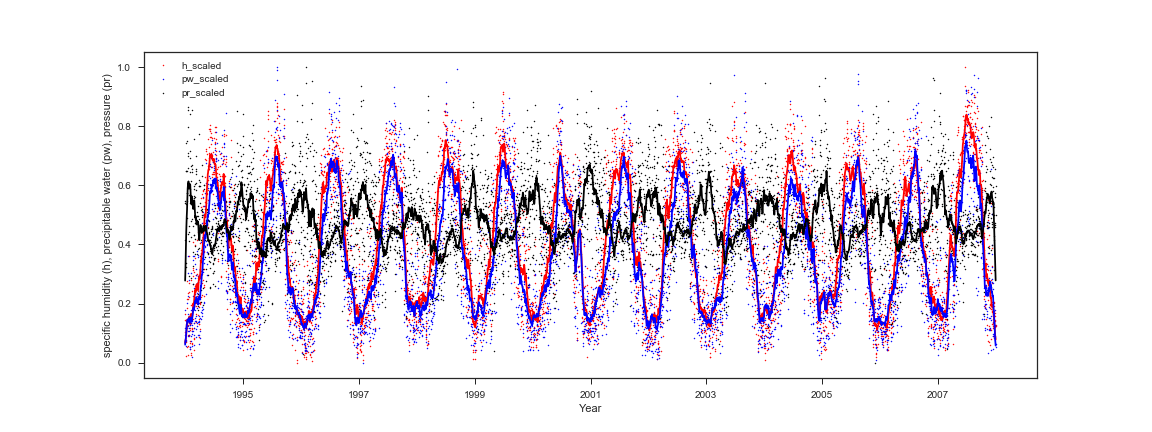 h_scaled
pw_scaled
pr_scaled
specific humidity (h), precipitable water (pw), pressure (pr)
1.0
0.8
0.6
0.4
0.2
0.0
1995 1997 1999 2001 2003 2005 2007
Year